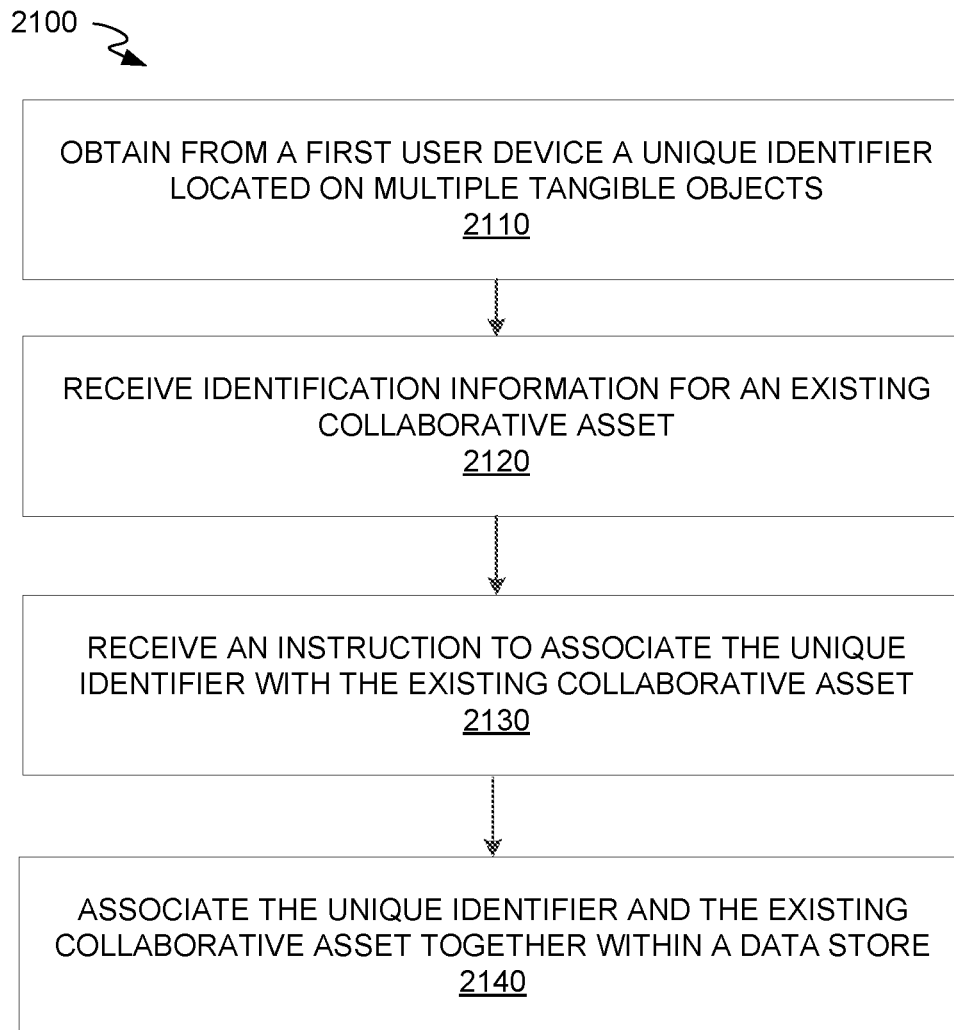 2100
OBTAIN FROM A FIRST USER DEVICE A UNIQUE IDENTIFIER
LOCATED ON MULTIPLE TANGIBLE OBJECTS
2110
RECEIVE IDENTIFICATION INFORMATION FOR AN EXISTING
COLLABORATIVE ASSET
2120
RECEIVE AN INSTRUCTION TO ASSOCIATE THE UNIQUE
IDENTIFIER WITH THE EXISTING COLLABORATIVE ASSET
2130
ASSOCIATE THE UNIQUE IDENTIFIER AND THE EXISTING
COLLABORATIVE ASSET TOGETHER WITHIN A DATA STORE
2140